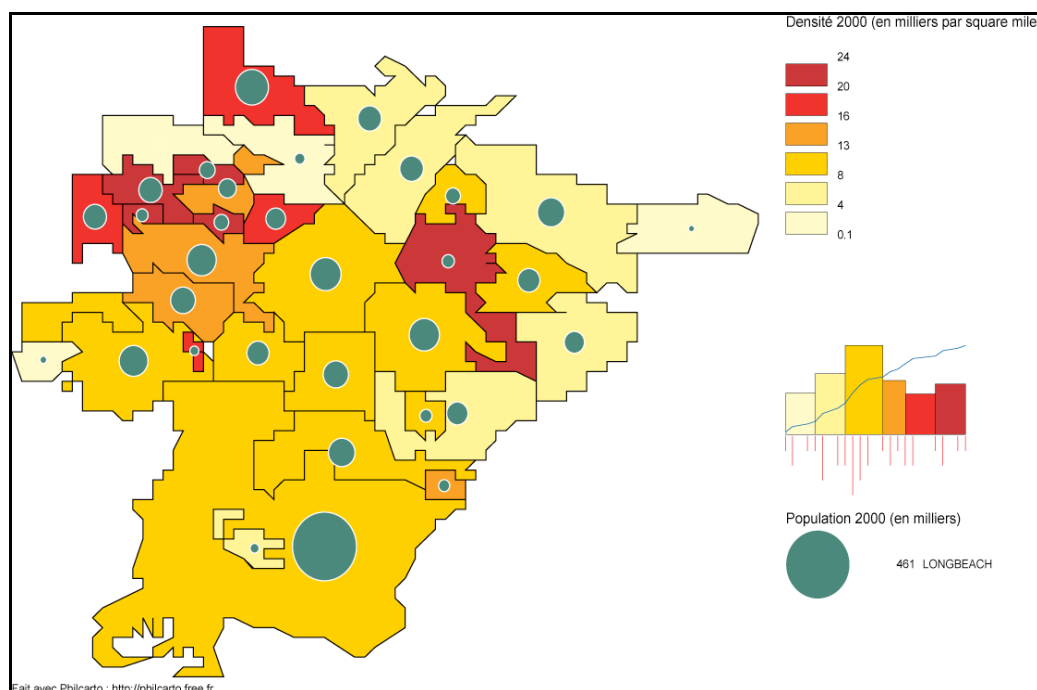 Densité 2000 (en milliers par square mile
24
20
16
13
8
4
0.1
Population 2000 (en milliers)
461 LONGBEACH
Fait avec Philcarto : http://philcarto.free.fr